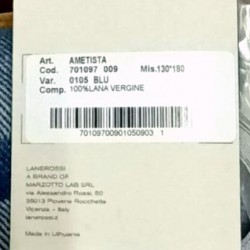 Art. AMETISTA
Cod. 701097 009 Mis.130*180
Var. 0105 BLU
Comp. 100%LANA VERGINE
70109700901050903 1
LANEROSSI
A BRAND OF
MARZOTTO LAB SRL
via Alessandro Rossi, 50
36013 Piovene Rocchette
Vicenza - Italy
lanerossi.it
Made in Lithuania